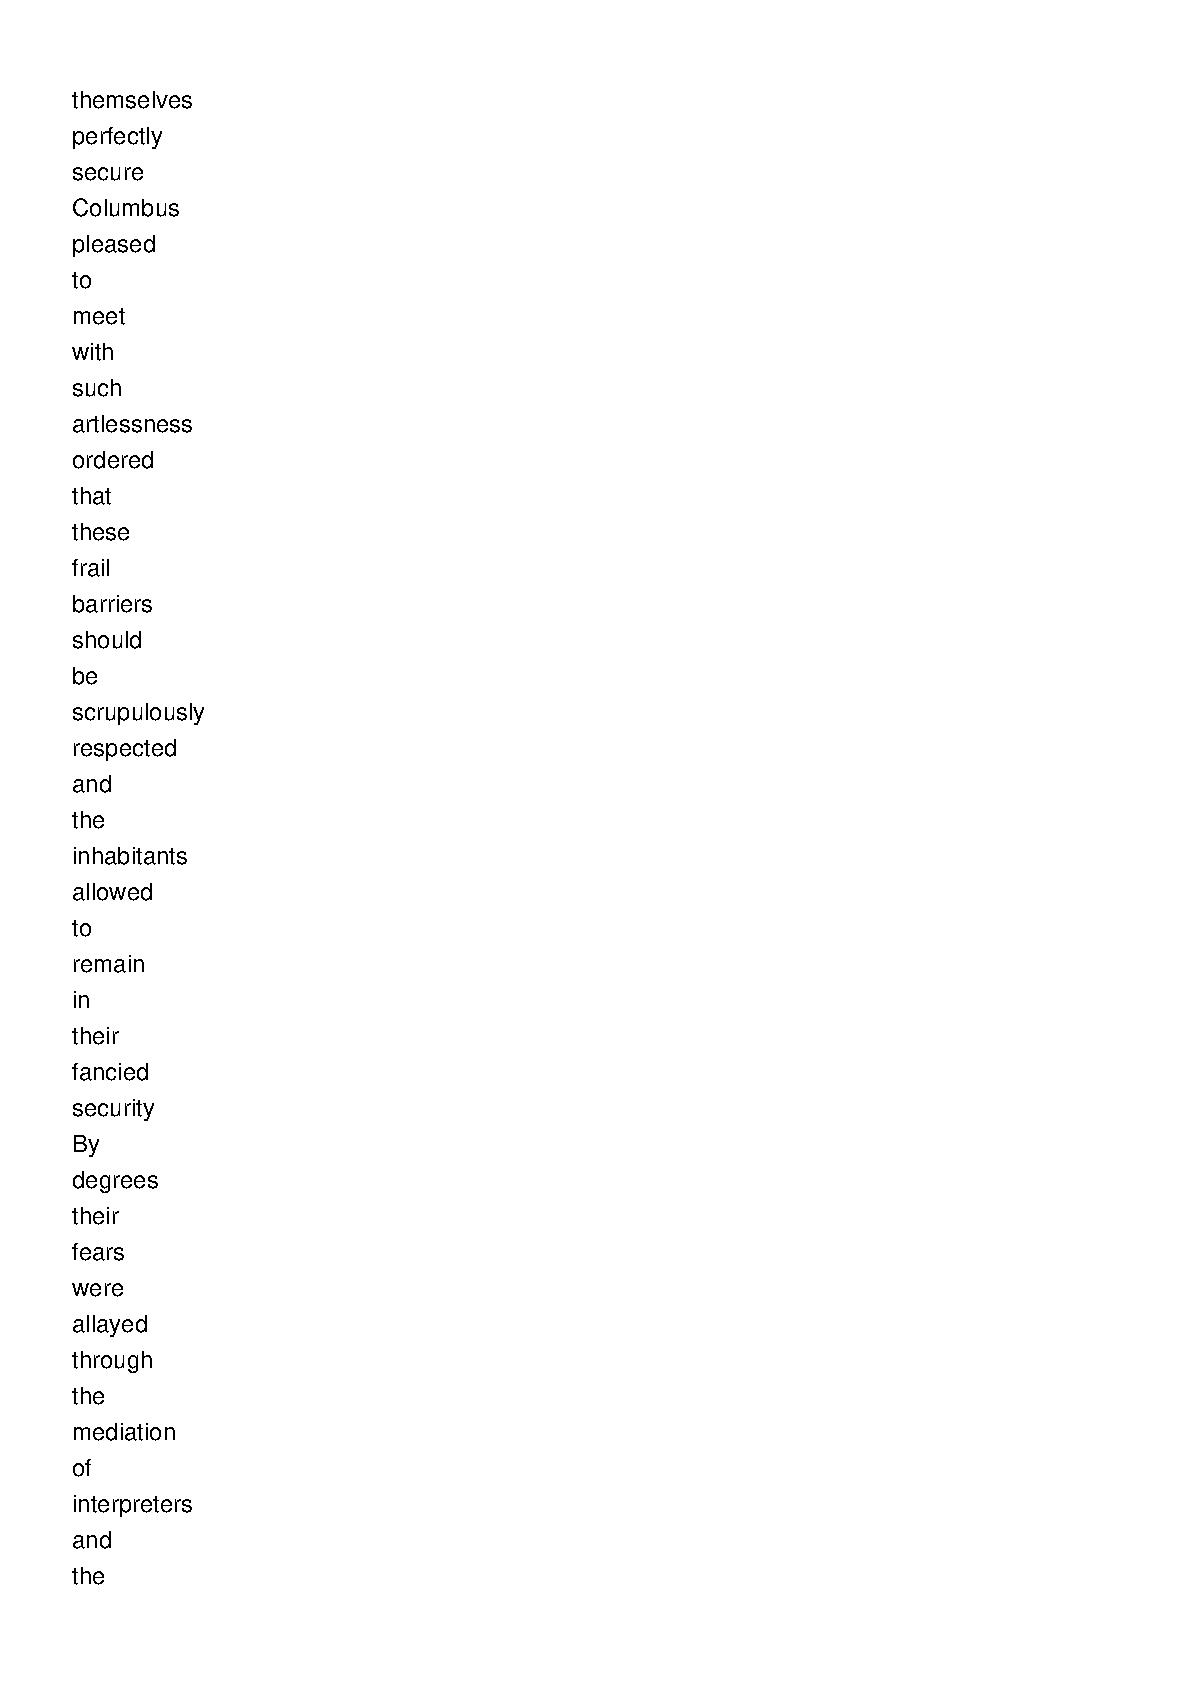 themselves
perfectly
secure
Columbus
pleased
to
meet
with
such
artlessness
ordered
that
these
frail
barriers
should
be
scrupulously
respected
and
the
inhabitants
allowed
to
remain
in
their
fancied
security
By
degrees
their
fears
were
allayed
through
the
mediation
of
interpreters
and
the